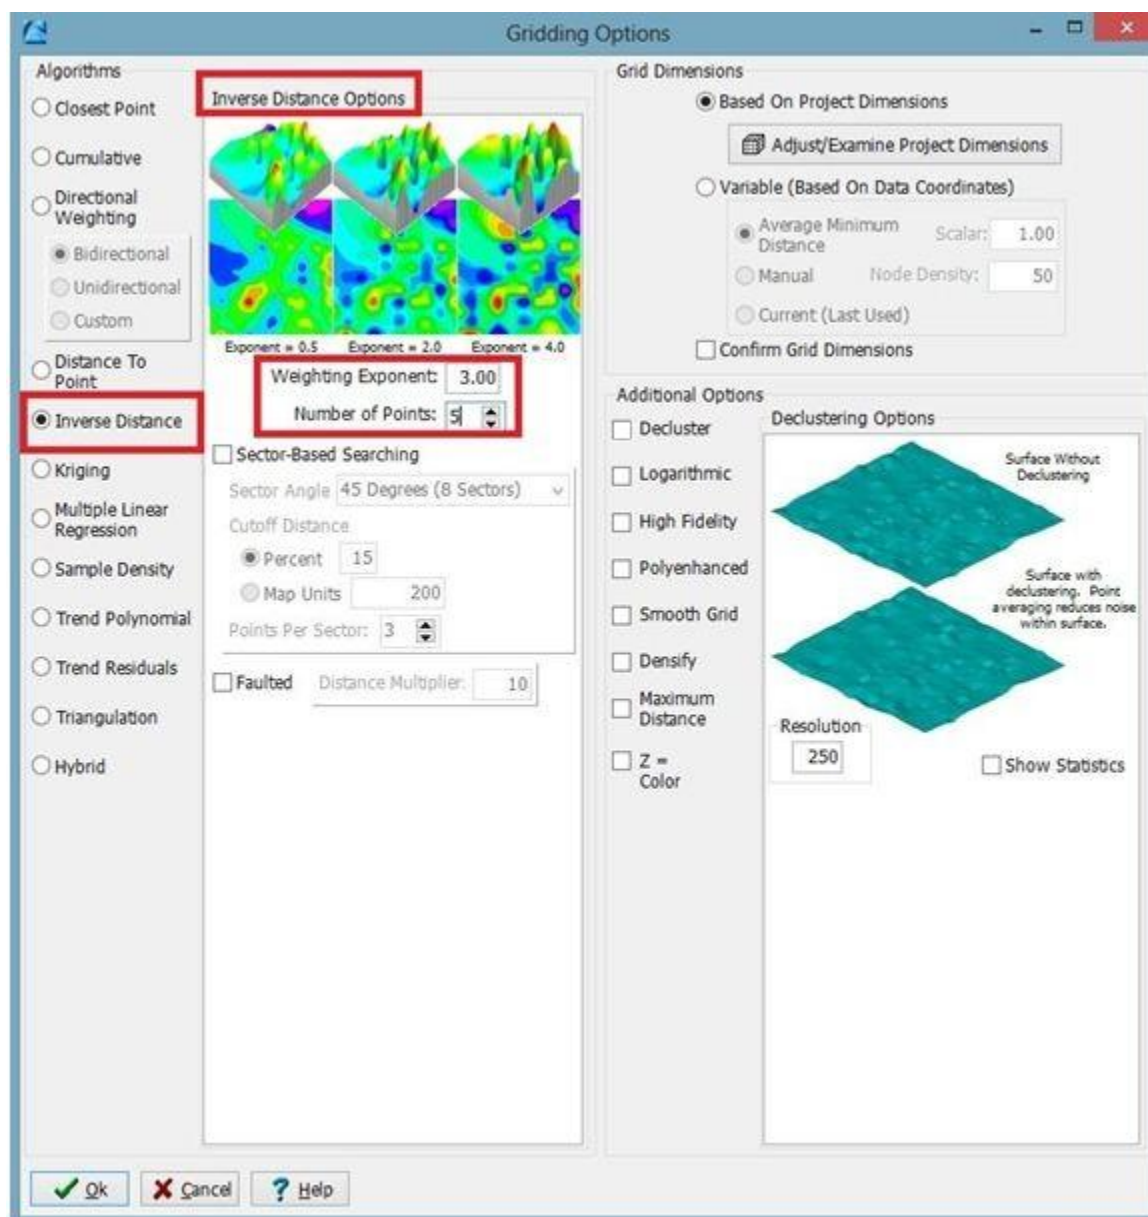 Gridding Options
Algorithms
Closest Point
Cumulative
Directional
Weighting
Bidirectional
Unidirectional
Custom
Distance To
Point
Inverse Distance
Kriging
Multiple Linear
Regression
Sample Density
Trend Polynomial
Trend Residuals
Triangulation
Hybrid
Inverse Distance Options
Exponent = 0.5 Exponent = 2.0 Exponent = 4.0
Weighting Exponent: 3.00
Number of Points: 5
Sector-Based Searching
Sector Angle 45 Degrees (8 Sectors)
Cutoff Distance
Percent 15
Map Units 200
Points Per Sector: 3
Faulted Distance Multiplier: 10
Grid Dimensions
Based On Project Dimensions
Adjust/Examine Project Dimensions
Variable (Based On Data Coordinates)
Average Minimum
Distance
Scalar: 1.00
Manual Node Density: 50
Current (Last Used)
Confirm Grid Dimensions
Additional Options
Decluster
Logarithmic
High Fidelity
Polyenhanced
Smooth Grid
Densify
Maximum
Distance
Z =
Color
Declustering Options
Surface Without
Declustering
Surface with
declustering. Point
averaging reduces noise
within surface.
Resolution
250
Show Statistics
Ok Cancel Help